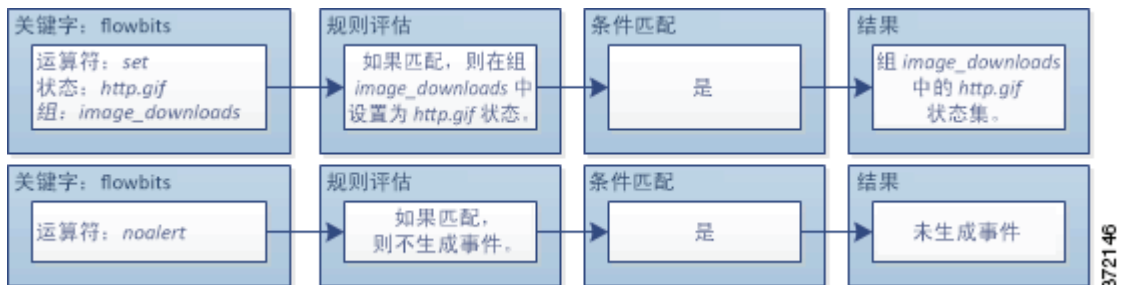 关键字：flowbits
运算符：set
状态：http.gif
组：image_downloads
规则评估
如果匹配，则在组
image_downloads 中
设置为 http.gif 状态。
条件匹配
是
结果
组 image_downloads
中的 http.gif
状态集。
关键字：flowbits
运算符：noalert
规则评估
如果匹配，
则不生成事件。
条件匹配
是
结果
未生成事件
372146